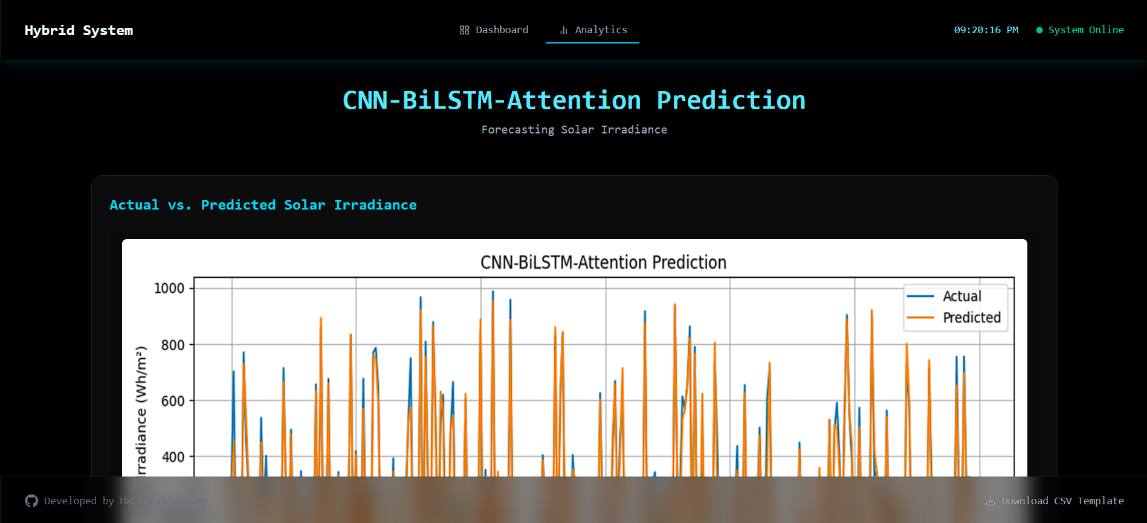 Hybrid System
Dashboard
Analytics
09:20:16 PM
System Online
CNN-BiLSTM-Attention Prediction
Forecasting Solar Irradiance
Actual vs. Predicted Solar Irradiance
CNN-BiLSTM-Attention Prediction
1000
800
600
400
Irradiance (Wh/m²)
Actual
Predicted
Developed by
Download CSV Template